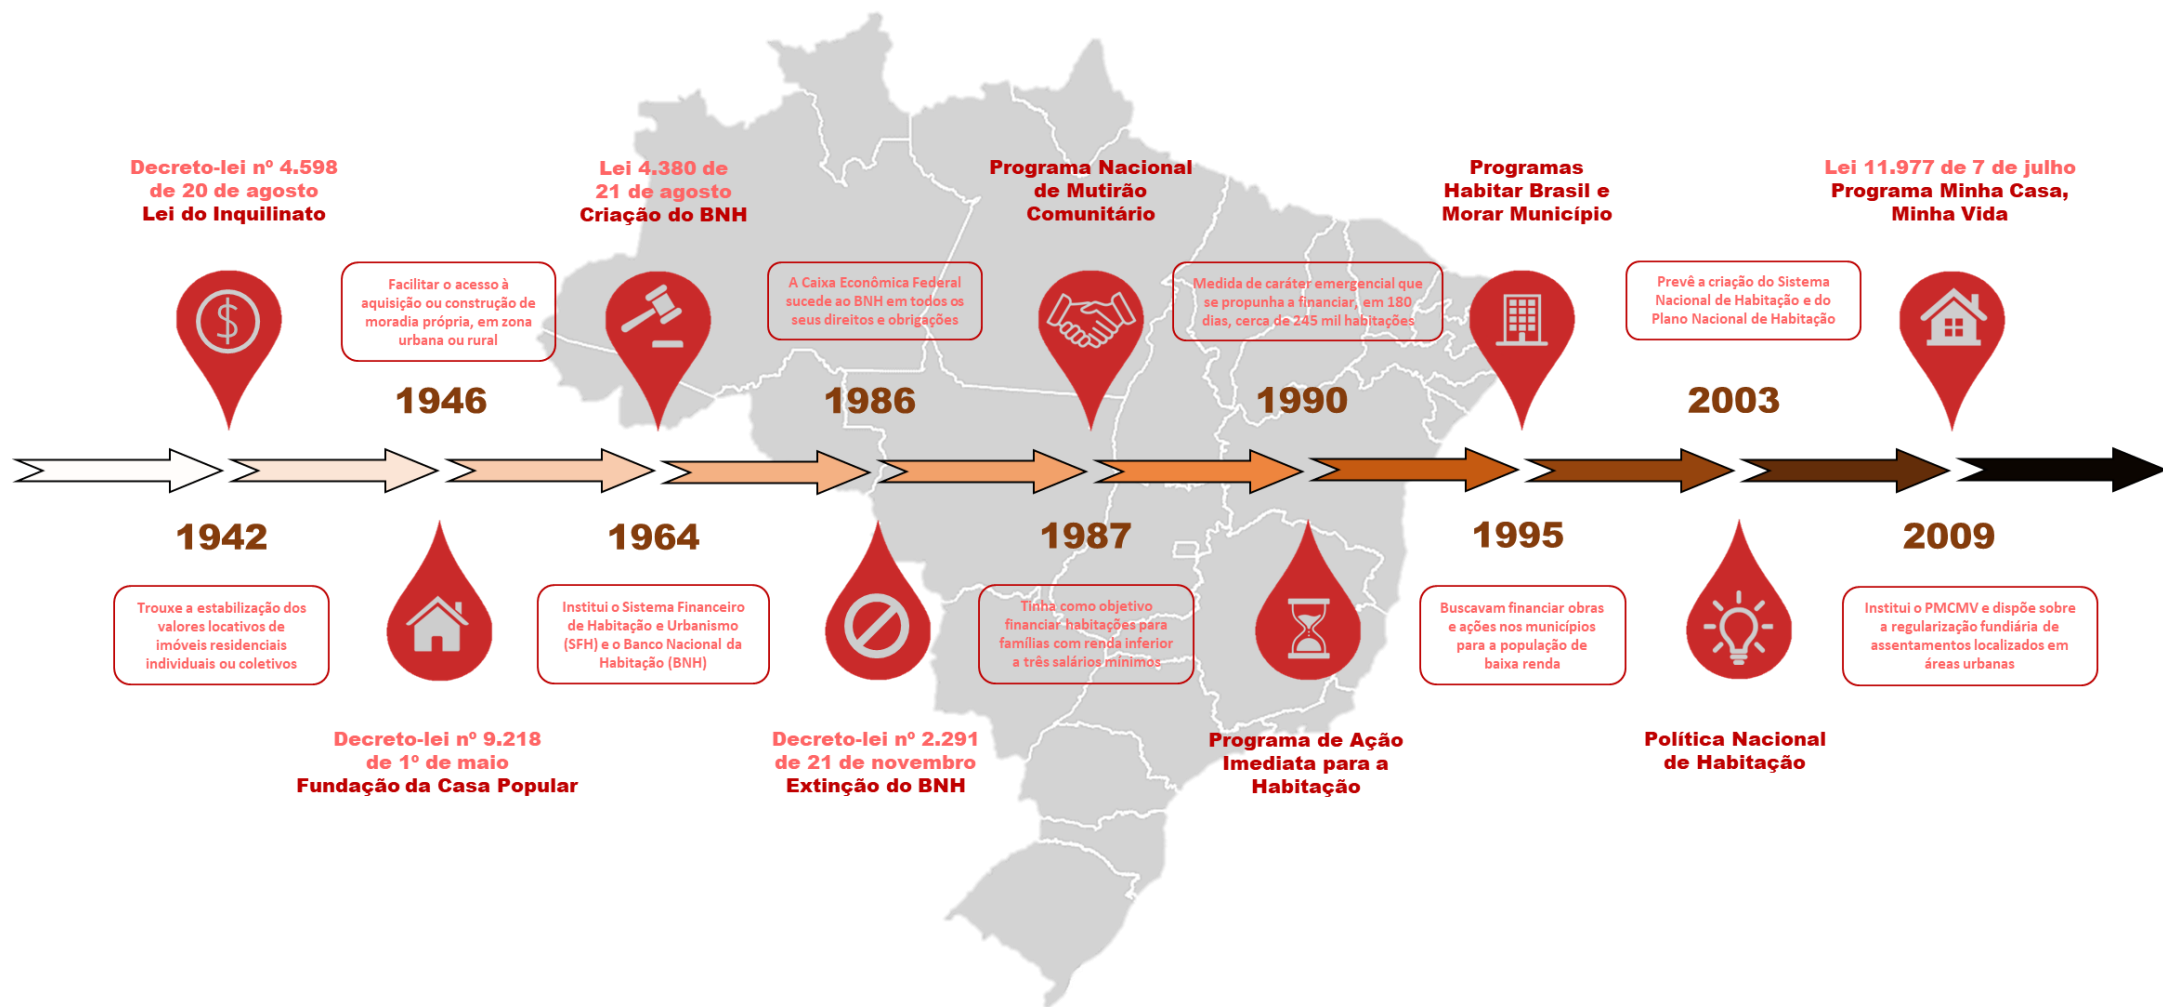 Decreto-lei nº 4.598
de 20 de agosto
Lei do Inquilinato
1942
Trouxe a estabilização dos
valores locativos de
imóveis residenciais
individuais ou coletivos
Facilitar o acesso à
aquisição ou construção de
moradia própria, em zona
urbana ou rural
1946
Decreto-lei nº 9.218
de 1º de maio
Fundação da Casa Popular
Lei 4.380 de
21 de agosto
Criação do BNH
1964
Institui o Sistema Financeiro
de Habitação e Urbanismo
(SFH) e o Banco Nacional da
Habitação (BNH)
A Caixa Econômica Federal
sucede ao BNH em todos os
seus direitos e obrigações
1986
Decreto-lei nº 2.291
de 21 de novembro
Extinção do BNH
Programa Nacional
de Mutirão
Comunitário
1987
Tinha como objetivo
financiar habitações para
famílias com renda inferior
a três salários mínimos
Medida de caráter emergencial que
se propunha a financiar, em 180
dias, cerca de 245 mil habitações
1990
Programa de Ação
Imediata para a
Habitação
Programas
Habitar Brasil e
Morar Município
1995
Buscavam financiar obras
e ações nos municípios
para a população de
baixa renda
Prevê a criação do Sistema
Nacional de Habitação e do
Plano Nacional de Habitação
2003
Política Nacional
de Habitação
Lei 11.977 de 7 de julho
Programa Minha Casa,
Minha Vida
2009
Institui o PMCMV e dispõe sobre
a regularização fundiária de
assentamentos localizados em
áreas urbanas